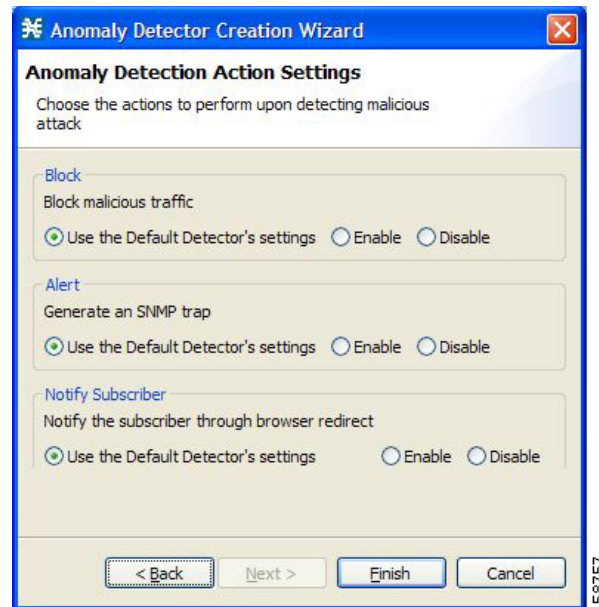 Anomaly Detector Creation Wizard
Anomaly Detection Action Settings
Choose the actions to perform upon detecting malicious
attack
Block
Block malicious traffic
Use the Default Detector's settings Enable Disable
Alert
Generate an SNMP trap
Use the Default Detector's settings Enable Disable
Notify Subscriber
Notify the subscriber through browser redirect
Use the Default Detector's settings Enable Disable
< Back Next > Finish Cancel